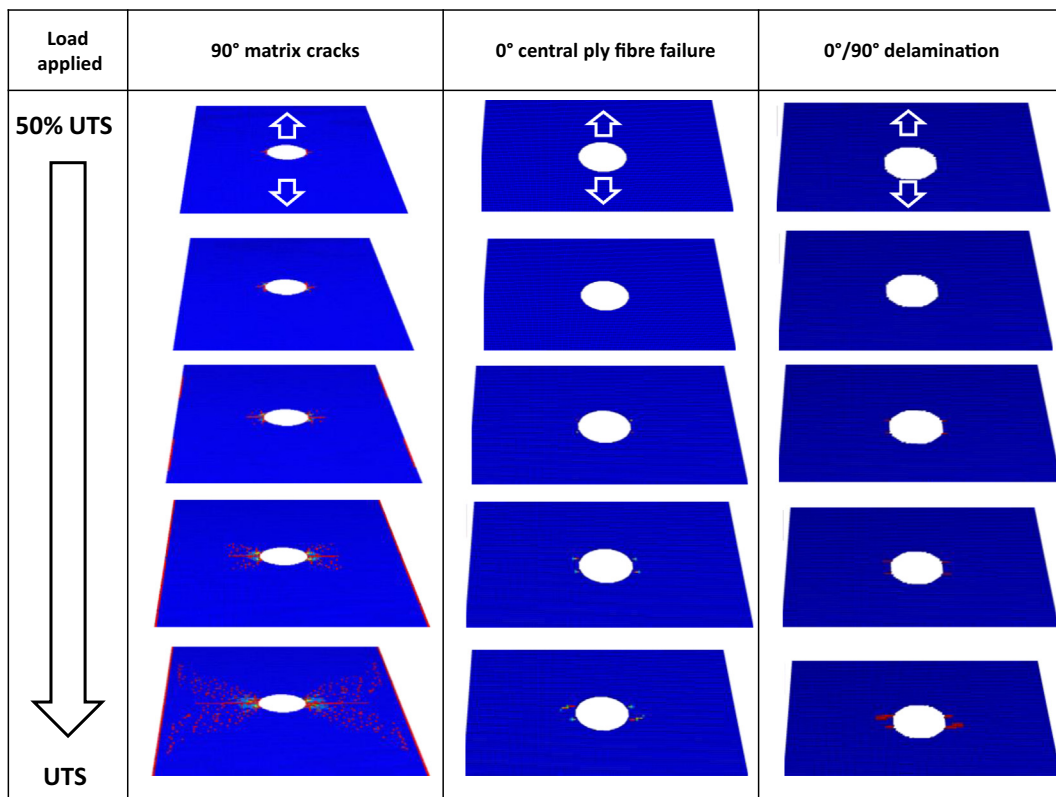 Load
applied
90° matrix cracks
0° central ply fibre failure
0°/90° delamination
50% UTS
UTS